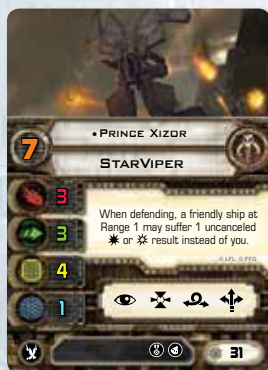 •PRINCE XIZOR
7
STARVIPER
3
When defending, a friendly ship at
Range 1 may suffer 1 uncanceled
or result instead of you.
3
©LFL ©FFG
4
1
31